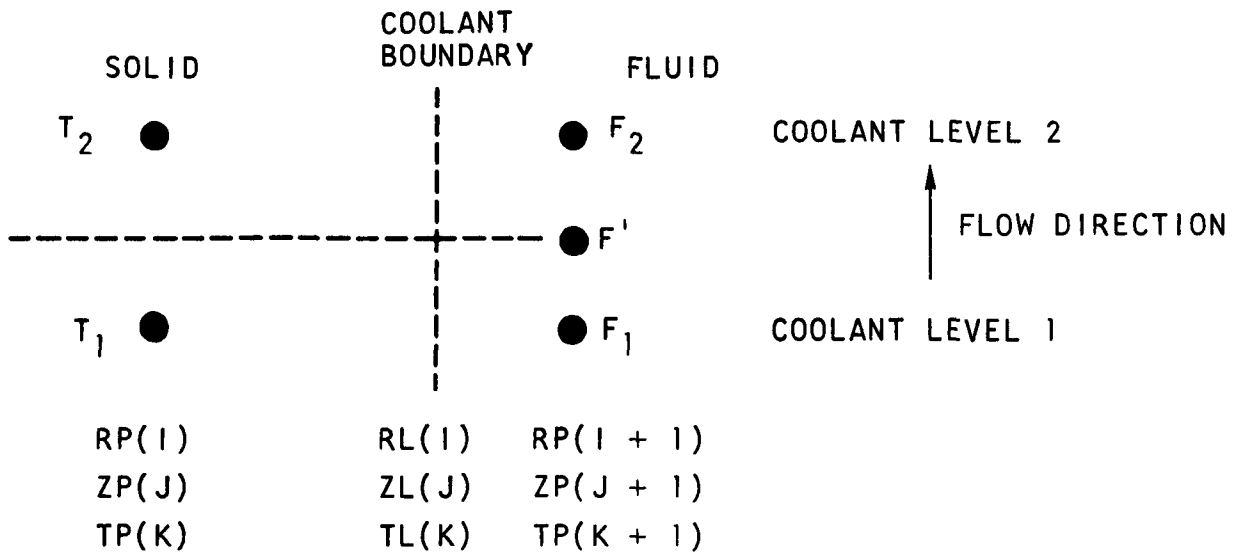 COOLANT
BOUNDARY
SOLID
FLUID
T2
F2
COOLANT LEVEL 2
F'
FLOW DIRECTION
T1
F1
COOLANT LEVEL 1
RP(I) RL(I) RP(I + 1)
ZP(J) ZL(J) ZP(J + 1)
TP(K) TL(K) TP(K + 1)